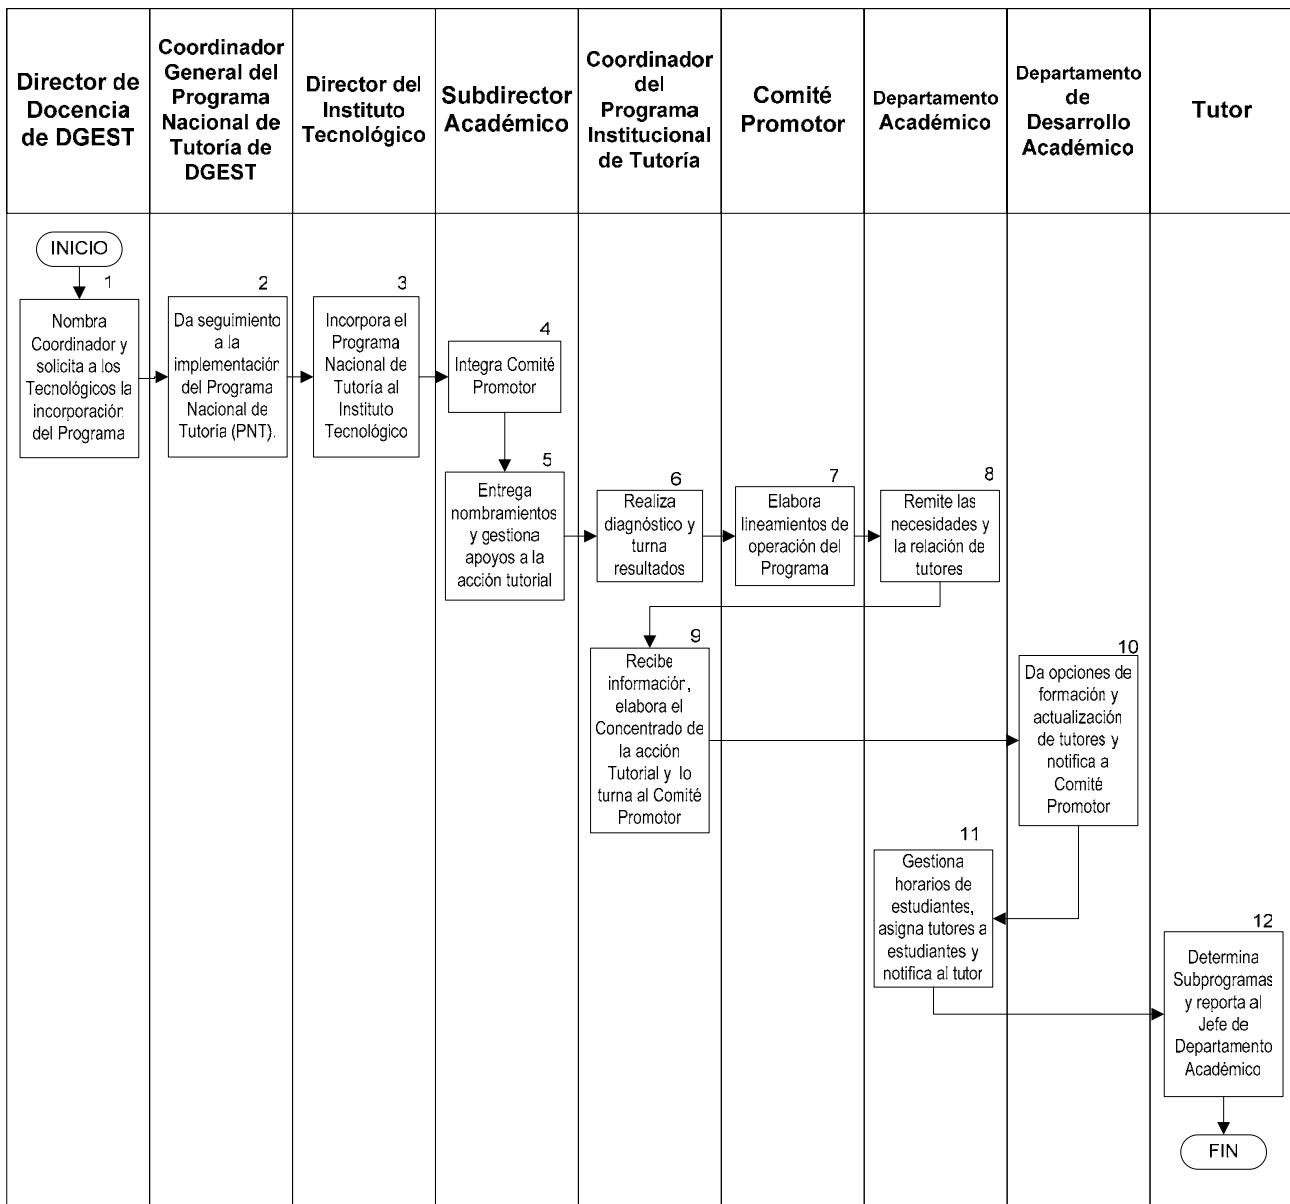 Director de
Docencia
de DGEST
Coordinador
General del
Programa
Nacional de
Tutoría de
DGEST
Director del
Instituto
Tecnológico
Subdirector
Académico
Coordinador
del
Programa
Institucional
de Tutoría
Comité
Promotor
Departamento
Académico
Departamento
de
Desarrollo
Académico
Tutor
INICIO
1
Nombra
Coordinador y
solicita a los
Tecnológicos la
incorporación
del Programa
2
Da seguimiento
a la
implementación
del Programa
Nacional de
Tutoría (PNT).
3
Incorpora el
Programa
Nacional de
Tutoría al
Instituto
Tecnológico
4
Integra Comité
Promotor
5
Entrega
nombramientos
y gestiona
apoyos a la
acción tutorial
6
Realiza
diagnóstico y
turna
resultados
7
Elabora
lineamientos de
operación del
Programa
8
Remite las
necesidades y
la relación de
tutores
9
Recibe
información,
elabora el
Concentrado de
la acción
Tutorial y lo
turna al Comité
Promotor
10
Da opciones de
formación y
actualización
de tutores y
notifica a
Comité
Promotor
11
Gestiona
horarios de
estudiantes,
asigna tutores a
estudiantes y
notifica al tutor
12
Determina
Subprogramas
y reporta al
Jefe de
Departamento
Académico
FIN